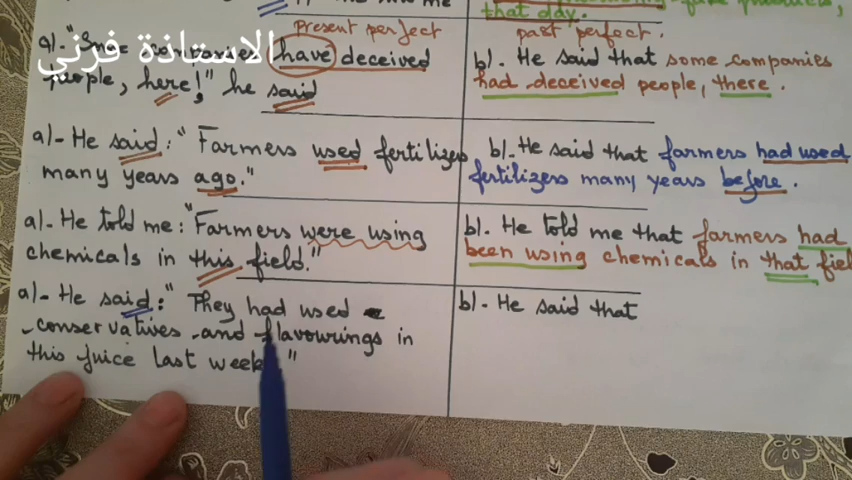 that day.
present perfect
past perfect.
الاستاذة فرني
a)- "Some companies have deceived
people, here!" he said
b)- He said that some companies
had deceived people, there.
a)- He said: "Farmers used fertilizers
many years ago."
b)- He said that farmers had used
fertilizers many years before.
a)- He told me: "Farmers were using
chemicals in this field."
b)- He told me that farmers had
been using chemicals in that fiel
a)- He said: "They had used
conservatives and flavourings in
this juice last week"
b)- He said that